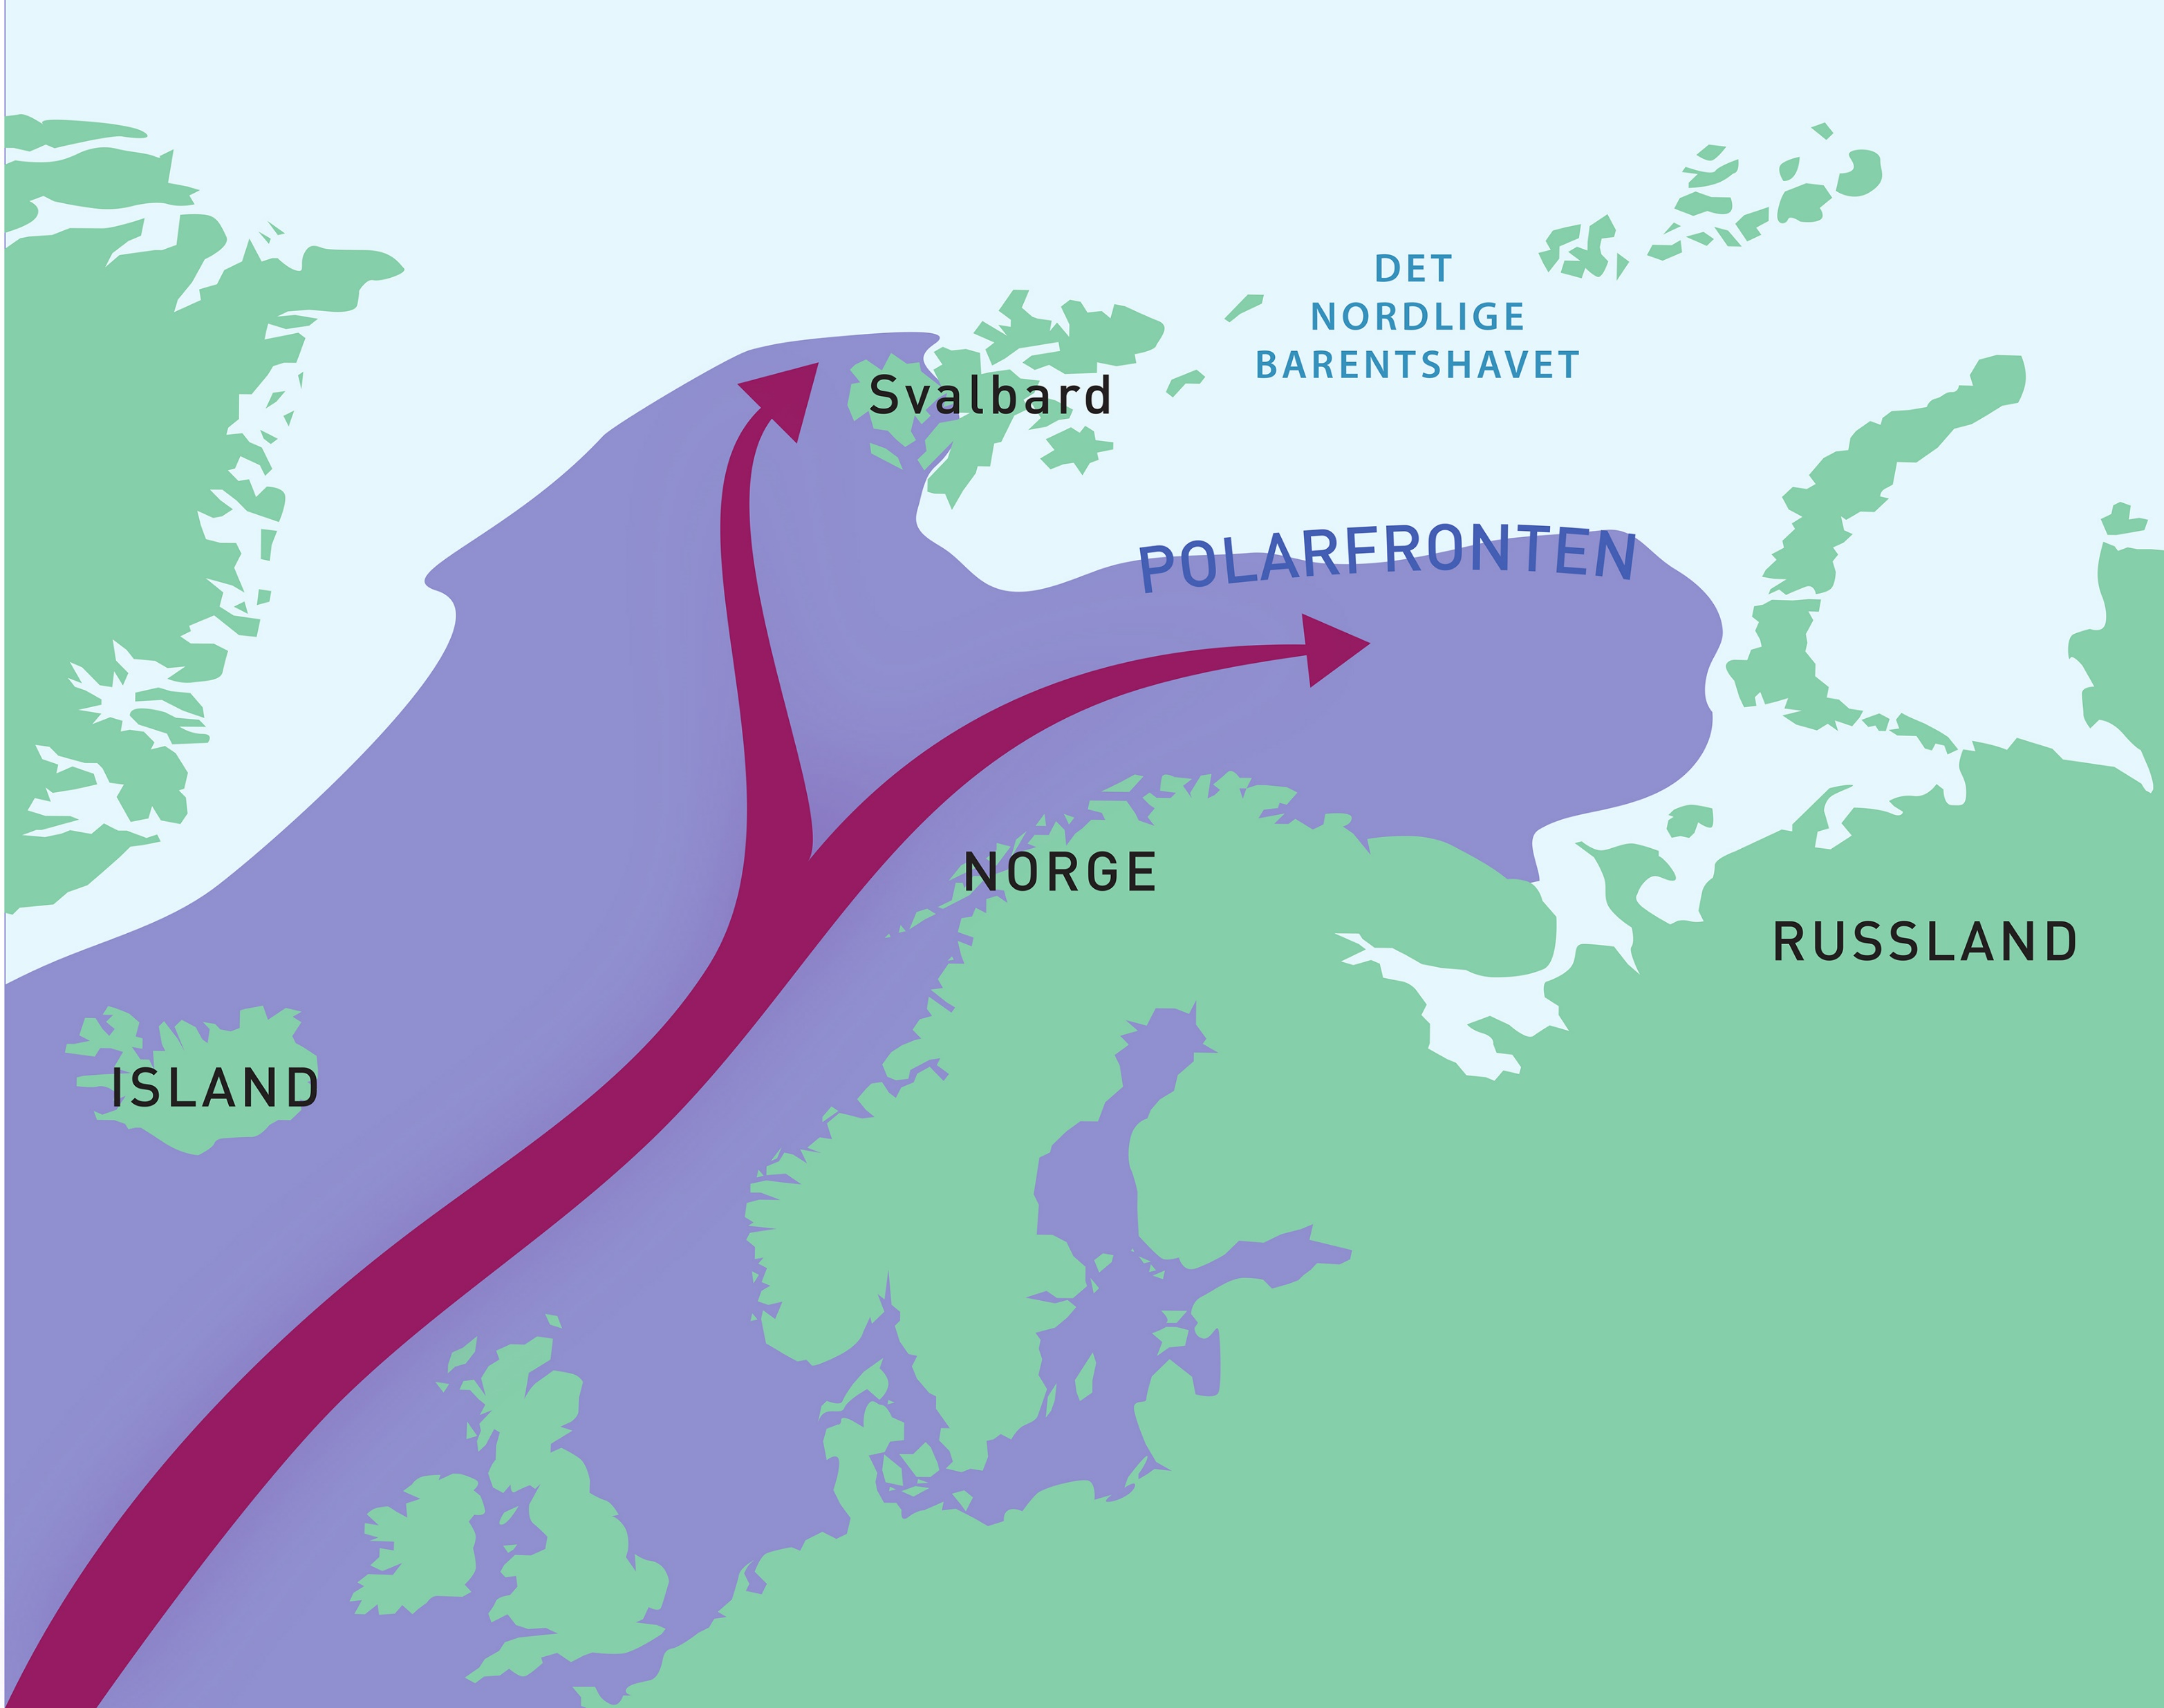 DET
NORDLIGE
BARENTSHAVET
Svalbard
POLARFRONTEN
NORGE
RUSSLAND
ISLAND